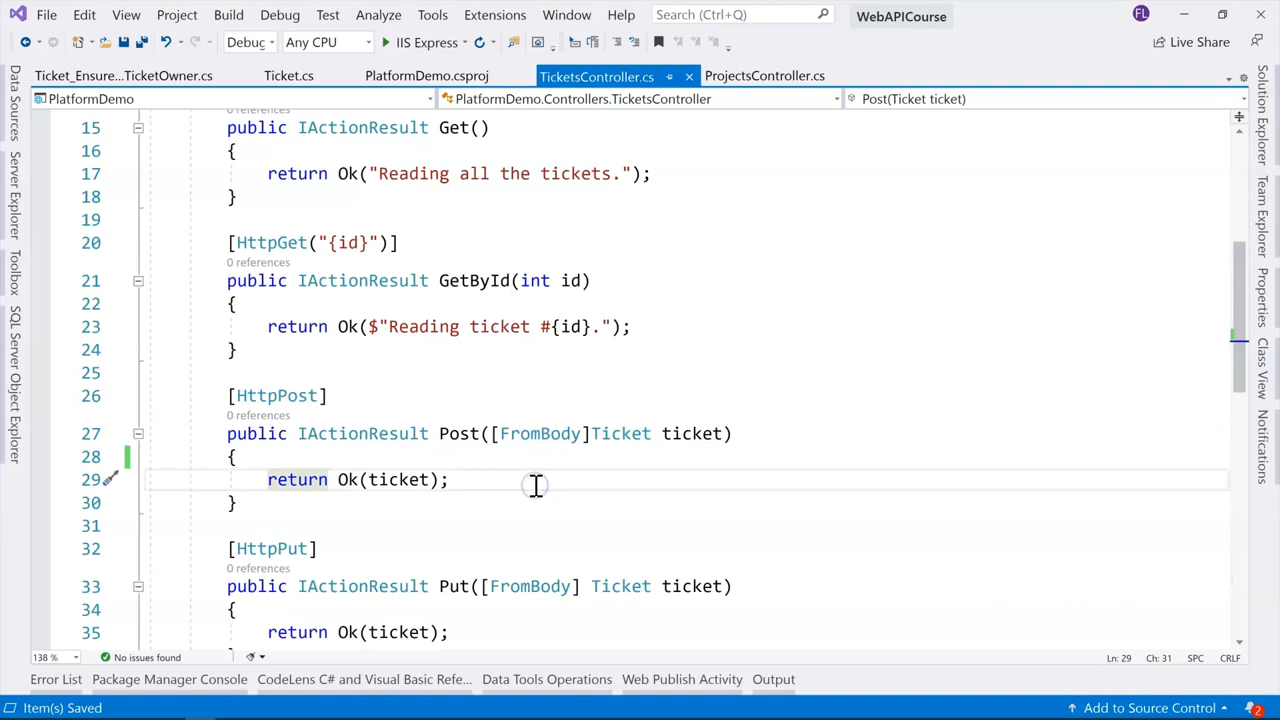 File Edit View Project Build Debug Test Analyze Tools Extensions Window Help Search (Ctrl+Q) WebAPICourse FL
Debug Any CPU IIS Express Live Share
Ticket_Ensure...TicketOwner.cs Ticket.cs PlatformDemo.csproj TicketsController.cs ProjectsController.cs
PlatformDemo PlatformDemo.Controllers.TicketsController Post(Ticket ticket)
Data Sources
Server Explorer
Toolbox
SQL Server Object Explorer
0 references
15 public IActionResult Get()
16 {
17 return Ok("Reading all the tickets.");
18 }
19
20 [HttpGet("{id}")]
0 references
21 public IActionResult GetById(int id)
22 {
23 return Ok($"Reading ticket #{id}.");
24 }
25
26 [HttpPost]
0 references
27 public IActionResult Post([FromBody]Ticket ticket)
28 {
29 return Ok(ticket);
30 }
31
32 [HttpPut]
0 references
33 public IActionResult Put([FromBody] Ticket ticket)
34 {
35 return Ok(ticket);
Solution Explorer
Team Explorer
Properties
Class View
Notifications
138 % No issues found Ln: 29 Ch: 31 SPC CRLF
Error List Package Manager Console CodeLens C# and Visual Basic Refe... Data Tools Operations Web Publish Activity Output
Item(s) Saved Add to Source Control 2